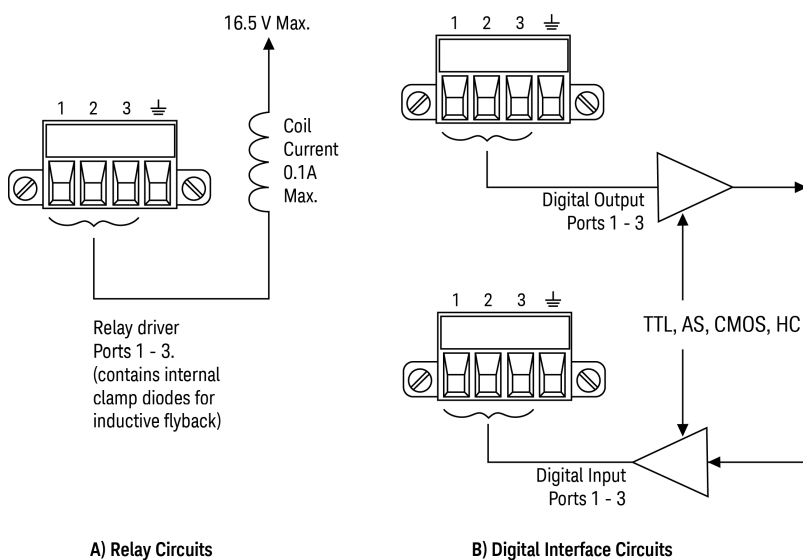 16.5 V Max.
1 2 3
Coil
Current
0.1A
Max.
Relay driver
Ports 1 - 3.
(contains internal
clamp diodes for
inductive flyback)
A) Relay Circuits
1 2 3
Digital Output
Ports 1 - 3
TTL, AS, CMOS, HC
1 2 3
Digital Input
Ports 1 - 3
B) Digital Interface Circuits